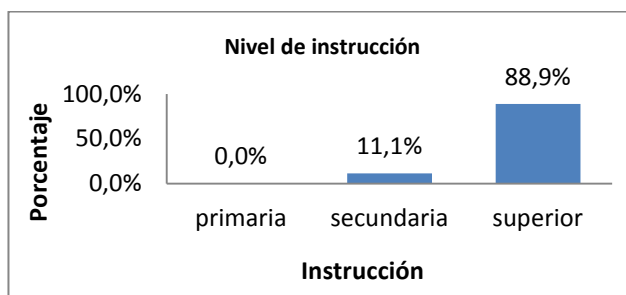 Nivel de instrucción
Porcentaje
100,0%
50,0%
0,0%
0,0%
11,1%
88,9%
primaria
secundaria
superior
Instrucción